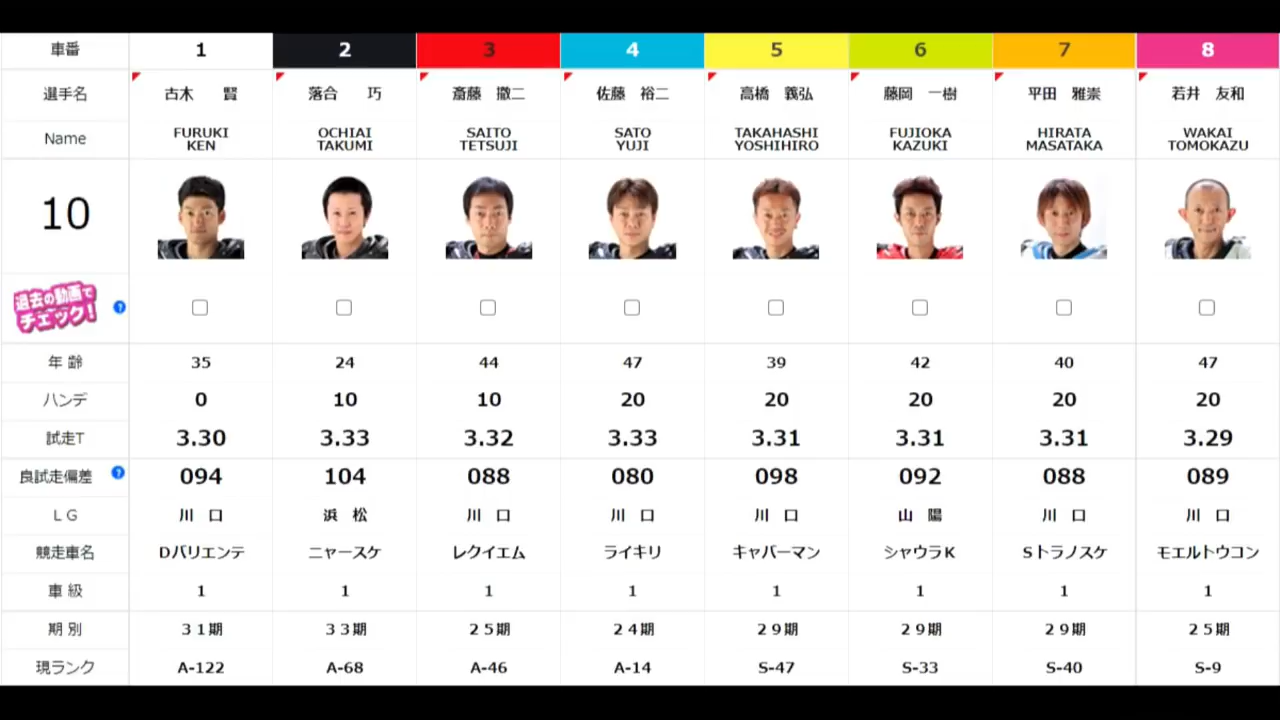 車番 1 2 3 4 5 6 7 8
選手名 古木　賢 落合　巧 斎藤　撤二 佐藤　裕二 高橋　義弘 藤岡　一樹 平田　雅崇 若井　友和
Name FURUKI KEN OCHIAI TAKUMI SAITO TETSUJI SATO YUJI TAKAHASHI YOSHIHIRO FUJIOKA KAZUKI HIRATA MASATAKA WAKAI TOMOKAZU
10
過去の動画で
チェック! ?
年齢 35 24 44 47 39 42 40 47
ハンデ 0 10 10 20 20 20 20 20
試走T 3.30 3.33 3.32 3.33 3.31 3.31 3.31 3.29
良試走偏差 ? 094 104 088 080 098 092 088 089
ＬＧ 川口 浜松 川口 川口 川口 山陽 川口 川口
競走車名 Dバリエンテ ニャースケ レクイエム ライキリ キャバーマン シャウラK Sトラノスケ モエルトウコン
車級 1 1 1 1 1 1 1 1
期別 ３１期 ３３期 ２５期 ２４期 ２９期 ２９期 ２９期 ２５期
現ランク A-122 A-68 A-46 A-14 S-47 S-33 S-40 S-9